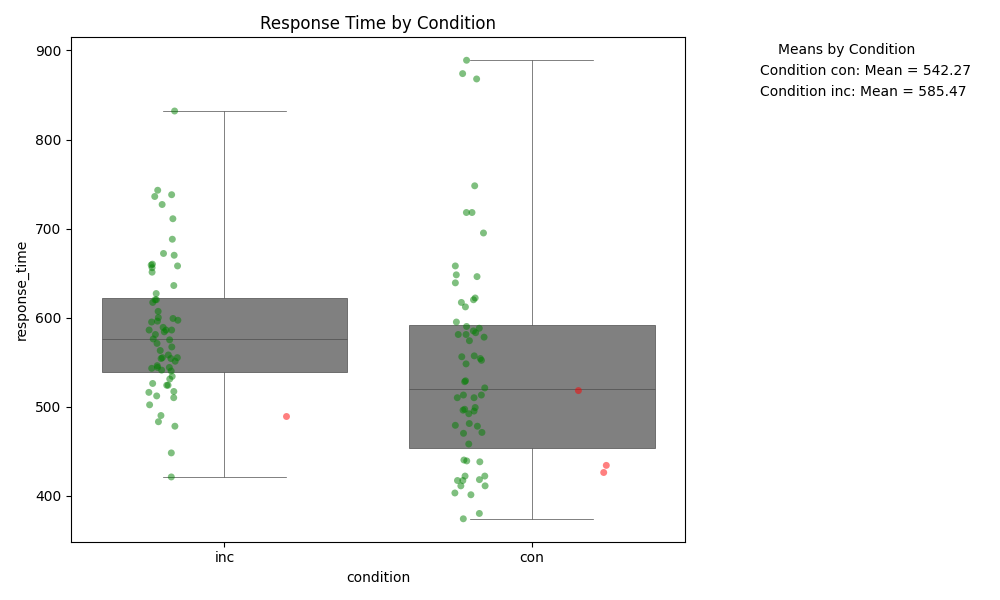 Response Time by Condition
Means by Condition
Condition con: Mean = 542.27
Condition inc: Mean = 585.47
response_time
900
800
700
600
500
400
inc
con
condition